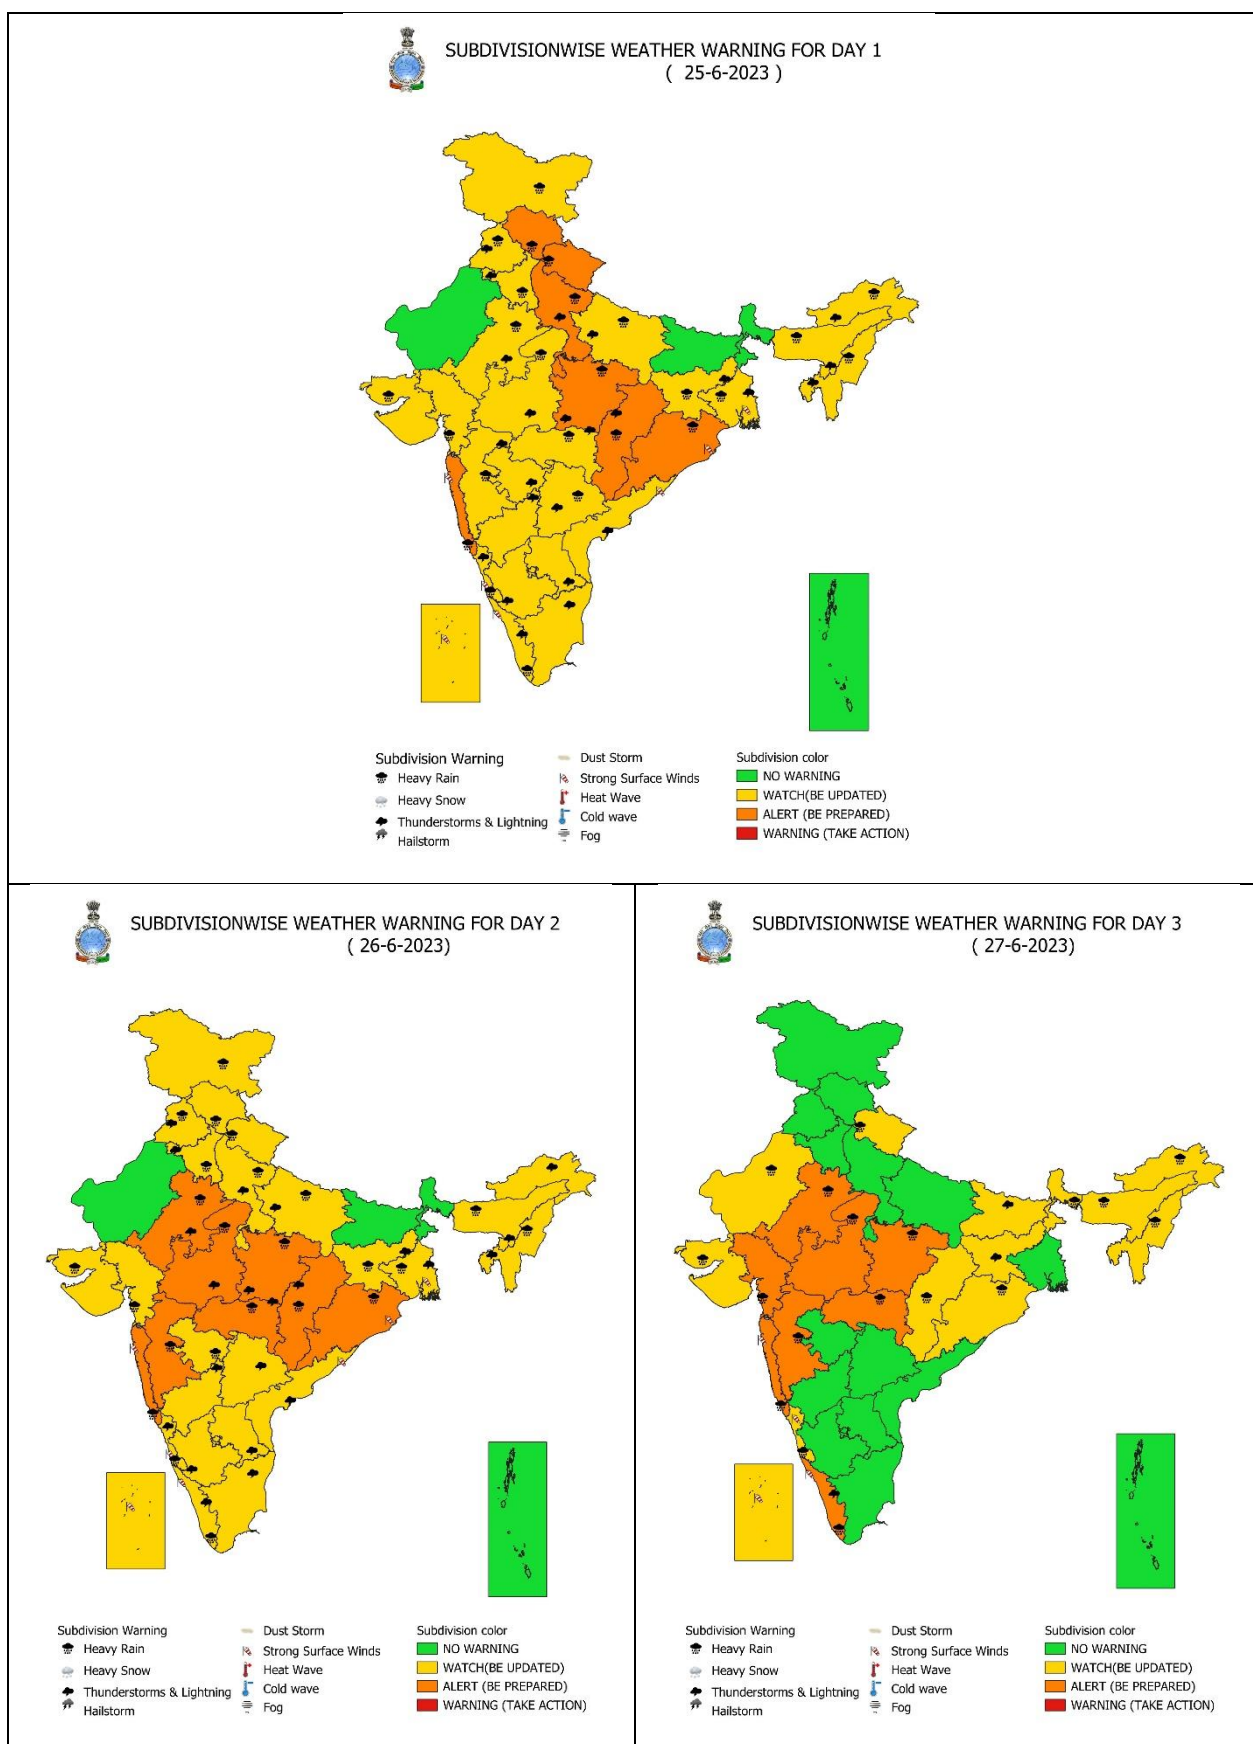 SUBDIVISIONWISE WEATHER WARNING FOR DAY 1
( 25-6-2023 )
Subdivision Warning
Heavy Rain
Heavy Snow
Thunderstorms & Lightning
Hailstorm
Dust Storm
Strong Surface Winds
Heat Wave
Cold wave
Fog
Subdivision color
NO WARNING
WATCH(BE UPDATED)
ALERT (BE PREPARED)
WARNING (TAKE ACTION)
SUBDIVISIONWISE WEATHER WARNING FOR DAY 2
( 26-6-2023)
Subdivision Warning
Heavy Rain
Heavy Snow
Thunderstorms & Lightning
Hailstorm
Dust Storm
Strong Surface Winds
Heat Wave
Cold wave
Fog
Subdivision color
NO WARNING
WATCH(BE UPDATED)
ALERT (BE PREPARED)
WARNING (TAKE ACTION)
SUBDIVISIONWISE WEATHER WARNING FOR DAY 3
( 27-6-2023)
Subdivision Warning
Heavy Rain
Heavy Snow
Thunderstorms & Lightning
Hailstorm
Dust Storm
Strong Surface Winds
Heat Wave
Cold wave
Fog
Subdivision color
NO WARNING
WATCH(BE UPDATED)
ALERT (BE PREPARED)
WARNING (TAKE ACTION)